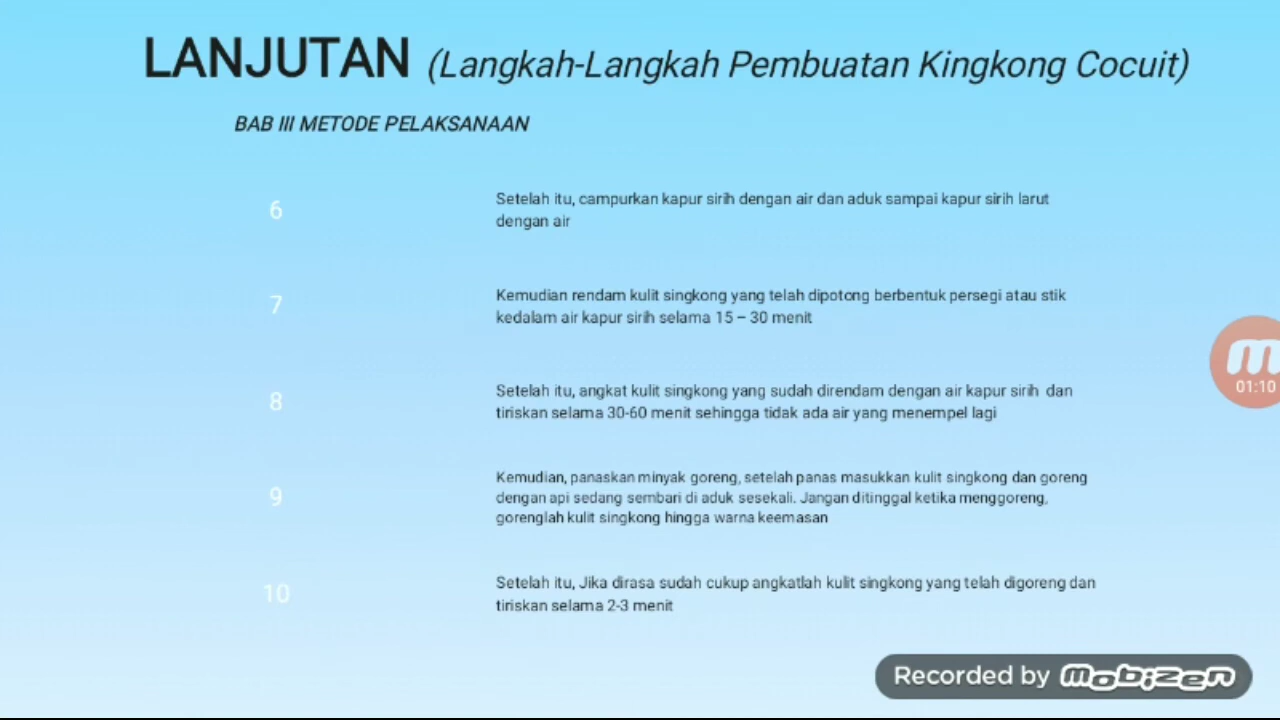 LANJUTAN (Langkah-Langkah Pembuatan Kingkong Cocuit)
BAB III METODE PELAKSANAAN
6
Setelah itu, campurkan kapur sirih dengan air dan aduk sampai kapur sirih larut
dengan air
7
Kemudian rendam kulit singkong yang telah dipotong berbentuk persegi atau stik
kedalam air kapur sirih selama 15 – 30 menit
8
Setelah itu, angkat kulit singkong yang sudah direndam dengan air kapur sirih dan
tiriskan selama 30-60 menit sehingga tidak ada air yang menempel lagi
9
Kemudian, panaskan minyak goreng, setelah panas masukkan kulit singkong dan goreng
dengan api sedang sembari di aduk sesekali. Jangan ditinggal ketika menggoreng,
gorenglah kulit singkong hingga warna keemasan
10
Setelah itu, Jika dirasa sudah cukup angkatlah kulit singkong yang telah digoreng dan
tiriskan selama 2-3 menit
m
01:10
Recorded by mobizen